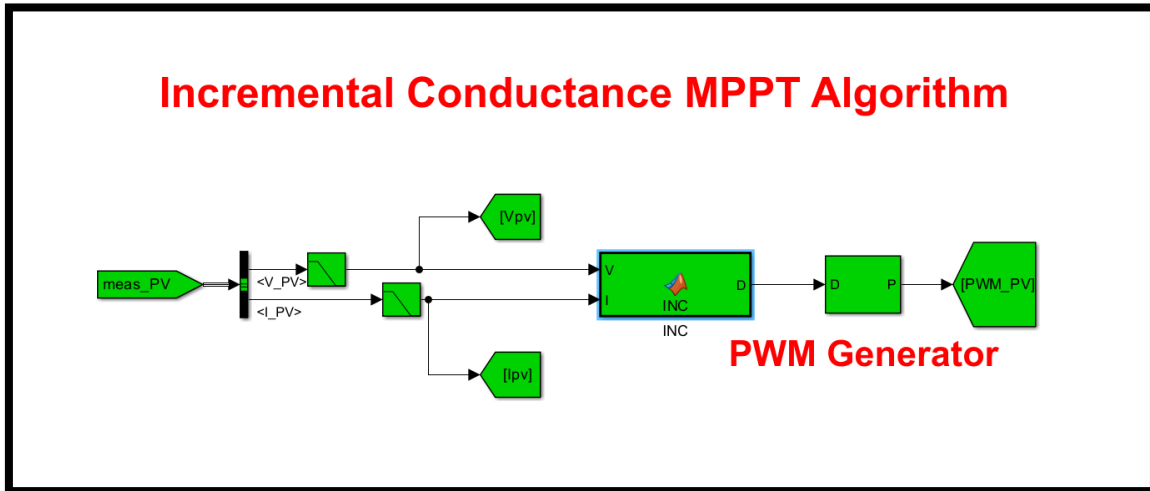 Incremental Conductance MPPT Algorithm
[Vpv]
meas_PV
<V_PV>
<I_PV>
V
I
INC
D
INC
D
P
[PWM_PV]
PWM Generator
[Ipv]